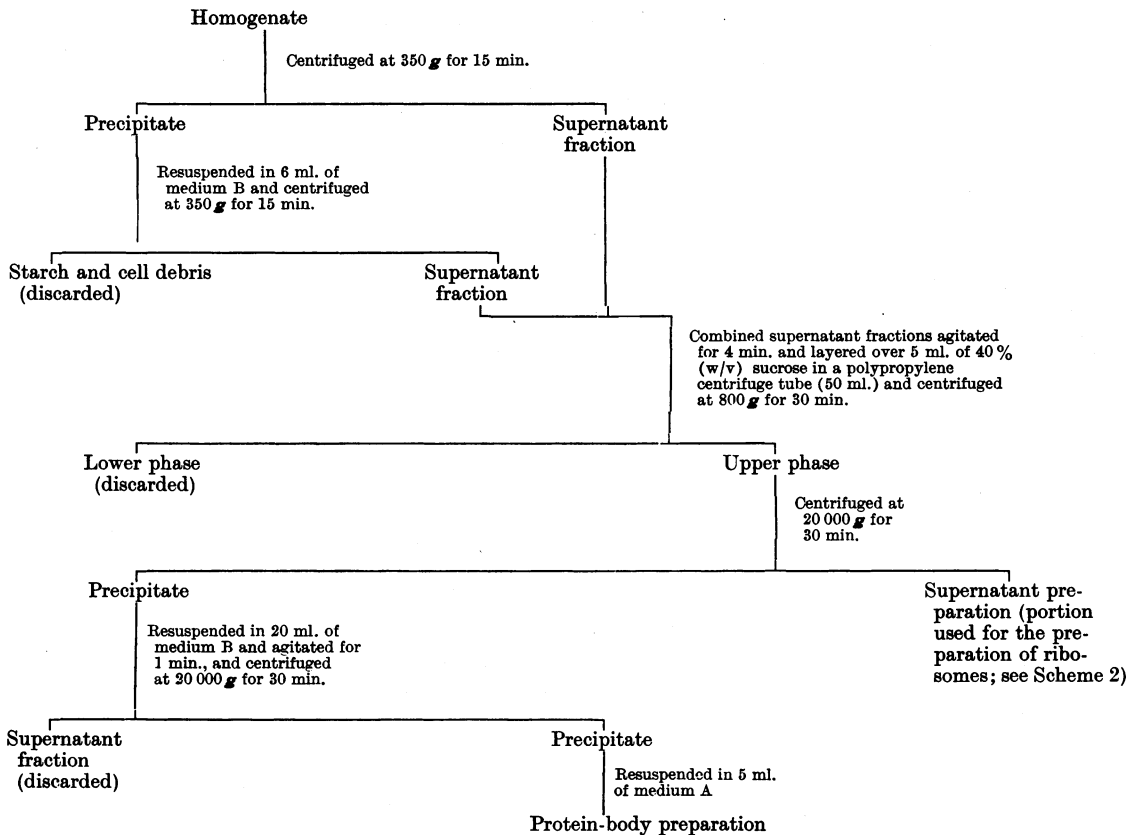 Homogenate
Centrifuged at 350 g for 15 min.
Precipitate
Supernatant
fraction
Resuspended in 6 ml. of
medium B and centrifuged
at 350 g for 15 min.
Starch and cell debris
(discarded)
Supernatant
fraction
Combined supernatant fractions agitated
for 4 min. and layered over 5 ml. of 40 %
(w/v) sucrose in a polypropylene
centrifuge tube (50 ml.) and centrifuged
at 800 g for 30 min.
Lower phase
(discarded)
Upper phase
Centrifuged at
20 000 g for
30 min.
Precipitate
Supernatant pre-
paration (portion
used for the pre-
paration of ribo-
somes; see Scheme 2)
Resuspended in 20 ml. of
medium B and agitated for
1 min., and centrifuged
at 20 000 g for 30 min.
Supernatant
fraction
(discarded)
Precipitate
Resuspended in 5 ml.
of medium A
Protein-body preparation